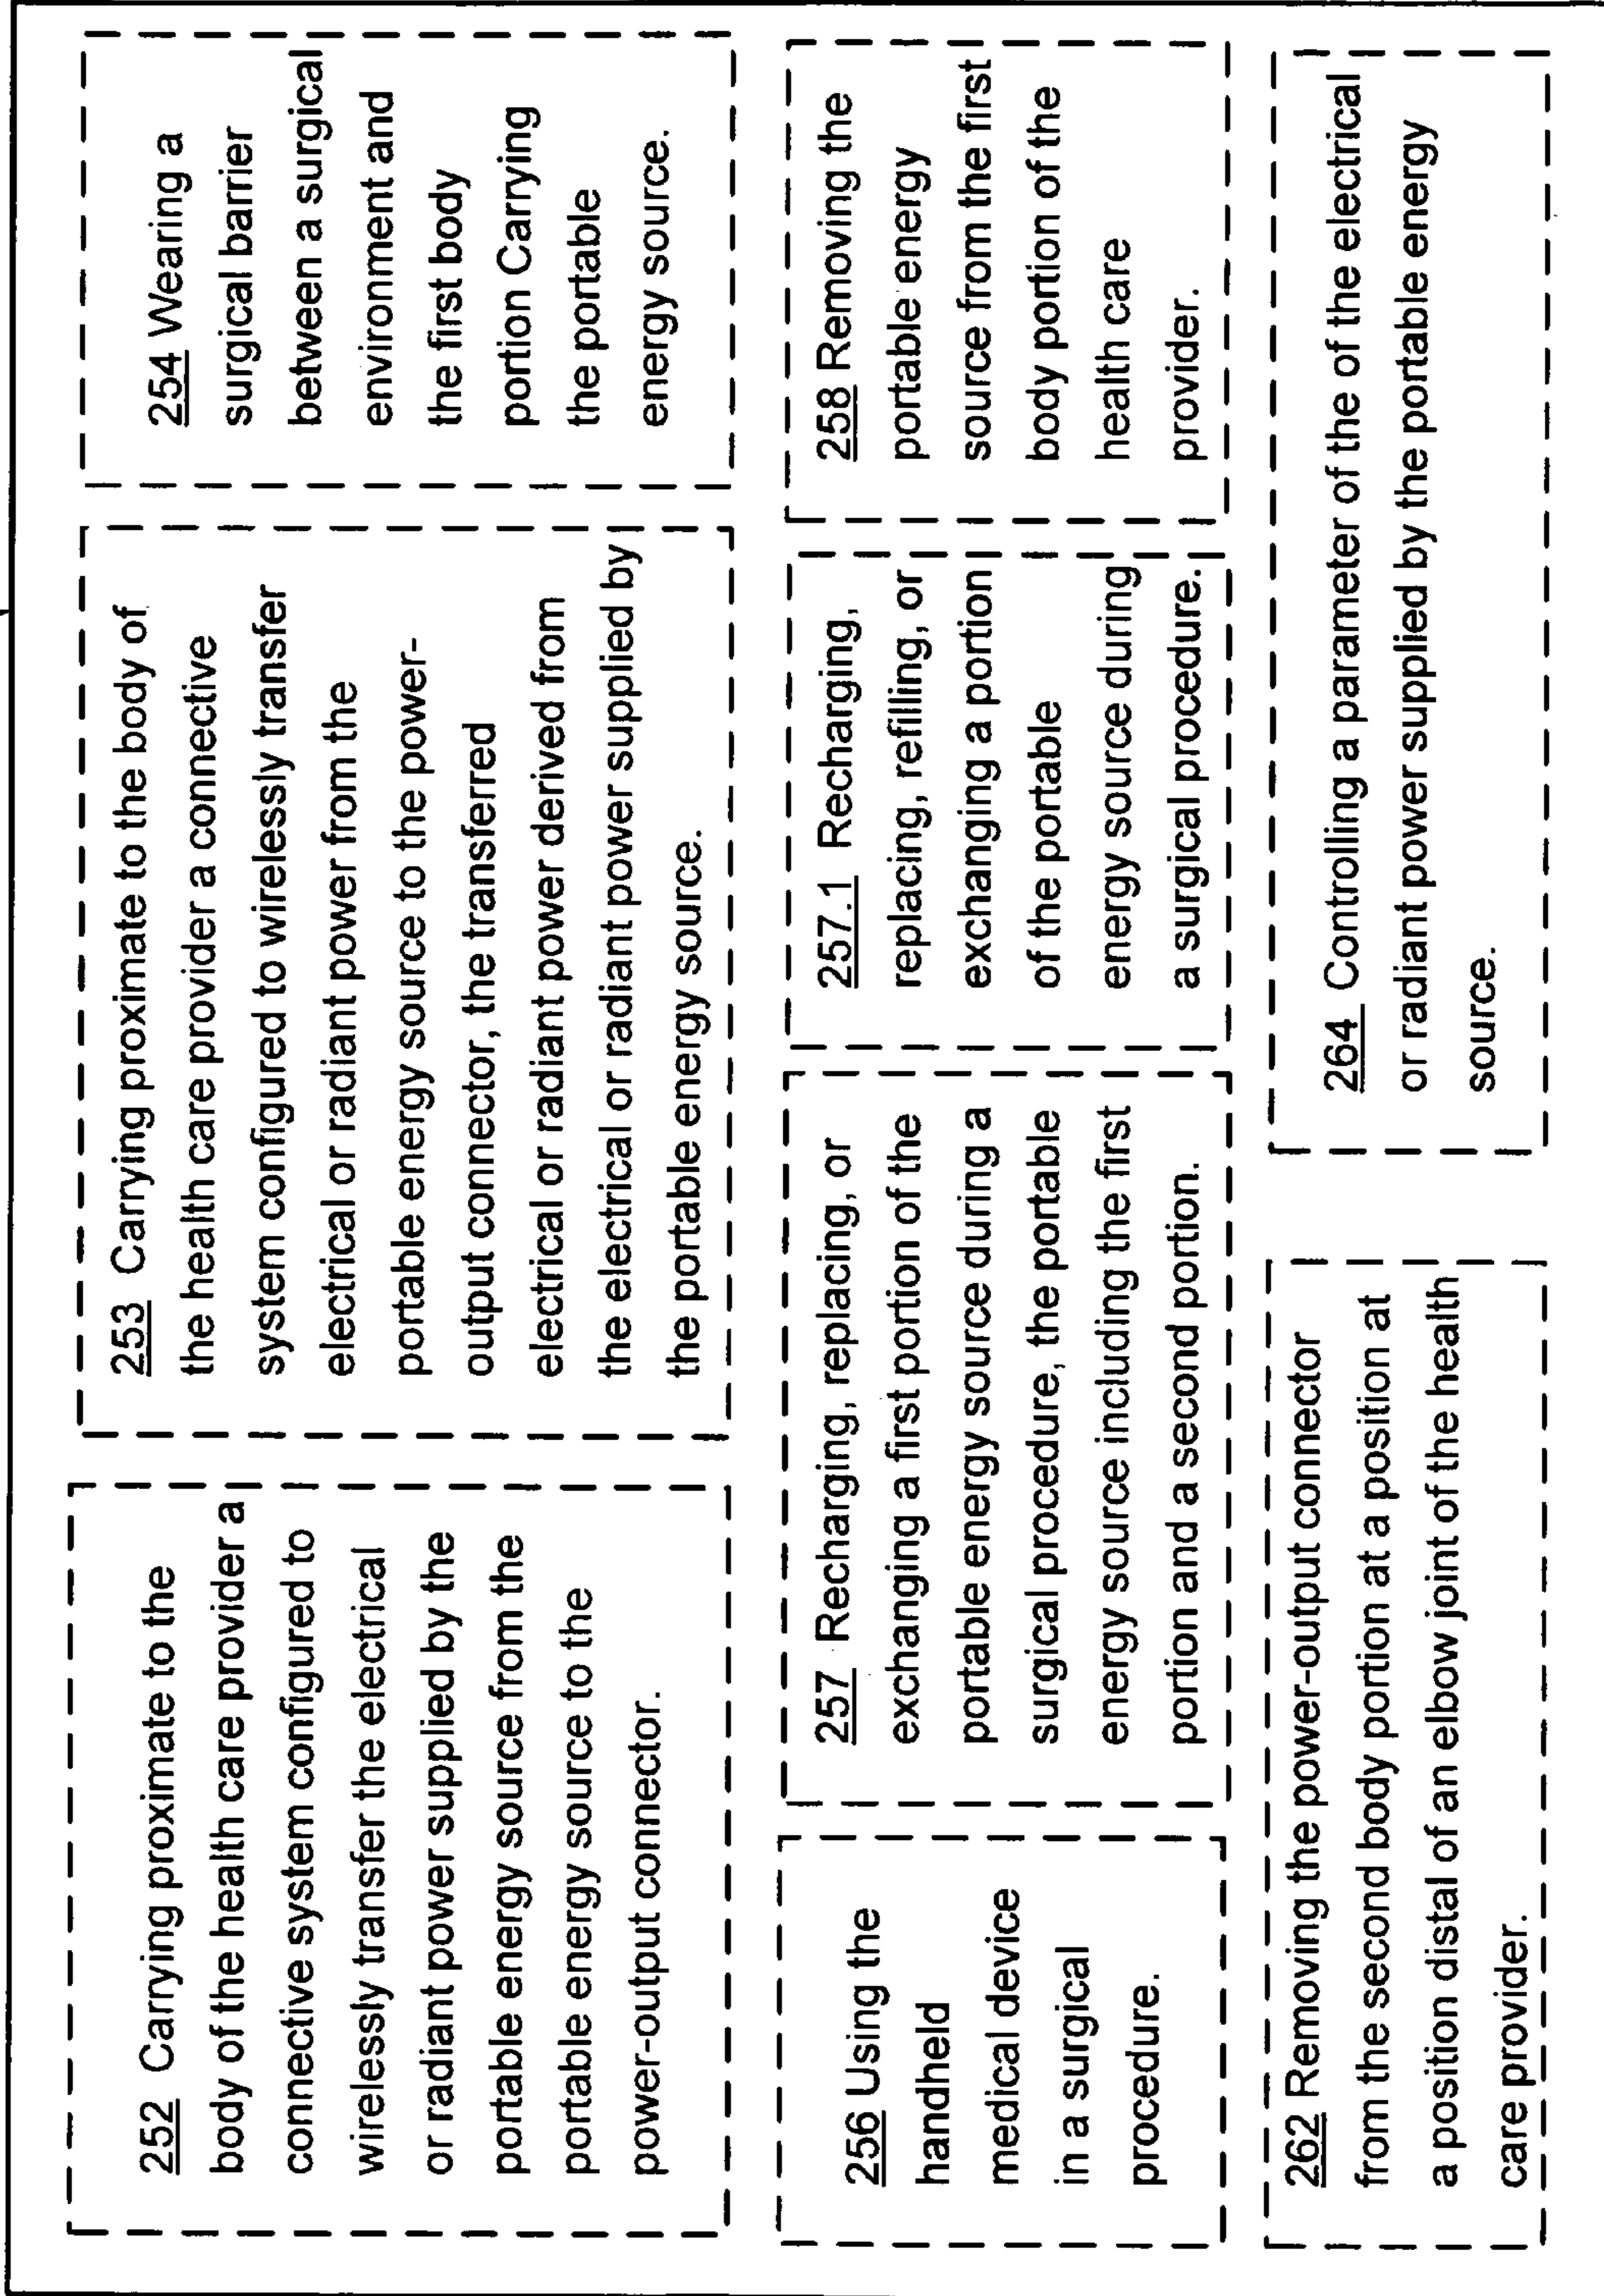 252 Carrying proximate to the
body of the health care provider a
connective system configured to
wirelessly transfer the electrical
or radiant power supplied by the
portable energy source from the
portable energy source to the
power-output connector.
253 Carrying proximate to the body of
the health care provider a connective
system configured to wirelessly transfer
electrical or radiant power from the
portable energy source to the power-
output connector, the transferred
electrical or radiant power derived from
the electrical or radiant power supplied by
the portable energy source.
254 Wearing a
surgical barrier
between a surgical
environment and
the first body
portion Carrying
the portable
energy source.
256 Using the
handheld
medical device
in a surgical
procedure.
257 Recharging, replacing, or
exchanging a first portion of the
portable energy source during a
surgical procedure, the portable
energy source including the first
portion and a second portion.
257.1 Recharging,
replacing, refilling, or
exchanging a portion
of the portable
energy source during
a surgical procedure.
258 Removing the
portable energy
source from the first
body portion of the
health care
provider.
262 Removing the power-output connector
from the second body portion at a position at
a position distal of an elbow joint of the health
care provider.
264 Controlling a parameter of the of the electrical
or radiant power supplied by the portable energy
source.